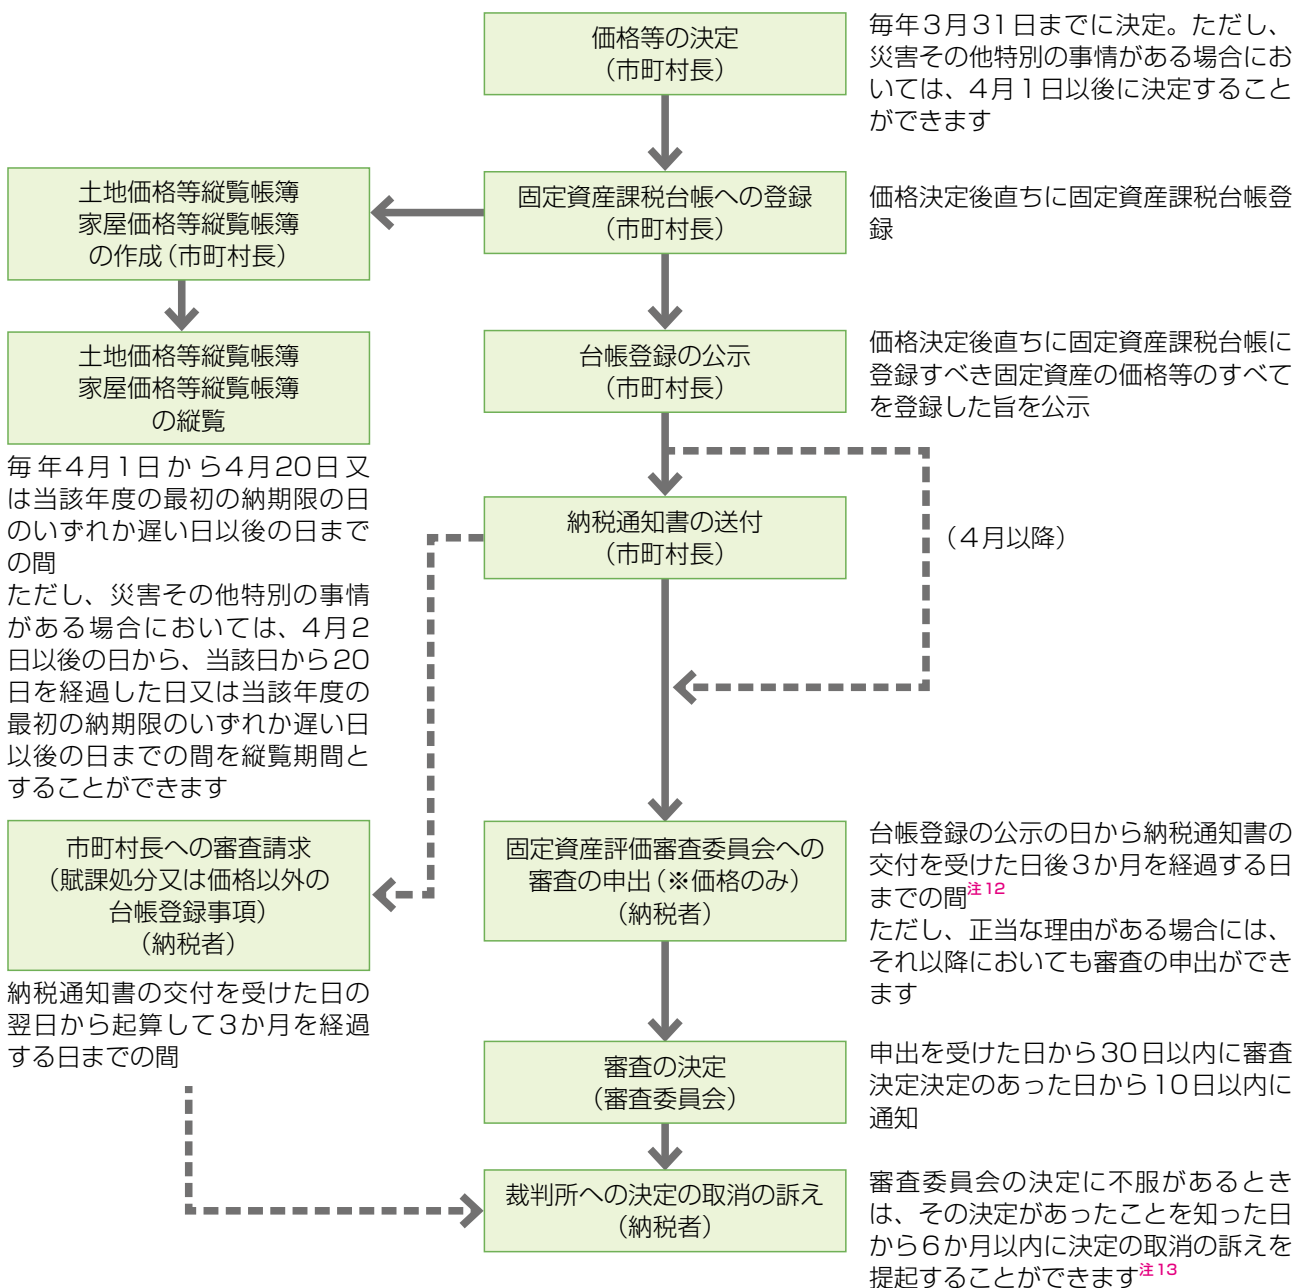 価格等の決定
（市町村長）
毎年3月31日までに決定。ただし、
災害その他特別の事情がある場合にお
いては、4月1日以後に決定すること
ができます
固定資産課税台帳への登録
（市町村長）
価格決定後直ちに固定資産課税台帳登
録
土地価格等縦覧帳簿
家屋価格等縦覧帳簿
の作成（市町村長）
土地価格等縦覧帳簿
家屋価格等縦覧帳簿
の縦覧
毎年4月1日から4月20日又
は当該年度の最初の納期限の日
のいずれか遅い日以後の日まで
の間
ただし、災害その他特別の事情
がある場合においては、4月2
日以後の日から、当該日から20
日を経過した日又は当該年度の
最初の納期限のいずれか遅い日
以後の日までの間を縦覧期間と
することができます
台帳登録の公示
（市町村長）
価格決定後直ちに固定資産課税台帳に
登録すべき固定資産の価格等のすべて
を登録した旨を公示
納税通知書の送付
（市町村長）
（4月以降）
市町村長への審査請求
（賦課処分又は価格以外の
台帳登録事項）
（納税者）
納税通知書の交付を受けた日の
翌日から起算して3か月を経過
する日までの間
固定資産評価審査委員会への
審査の申出（※価格のみ）
（納税者）
台帳登録の公示の日から納税通知書の
交付を受けた日後3か月を経過する日
までの間注12
ただし、正当な理由がある場合には、
それ以降においても審査の申出ができ
ます
審査の決定
（審査委員会）
申出を受けた日から30日以内に審査
決定決定のあった日から10日以内に
通知
裁判所への決定の取消の訴え
（納税者）
審査委員会の決定に不服があるとき
は、その決定があったことを知った日
から6か月以内に決定の取消の訴えを
提起することができます注13